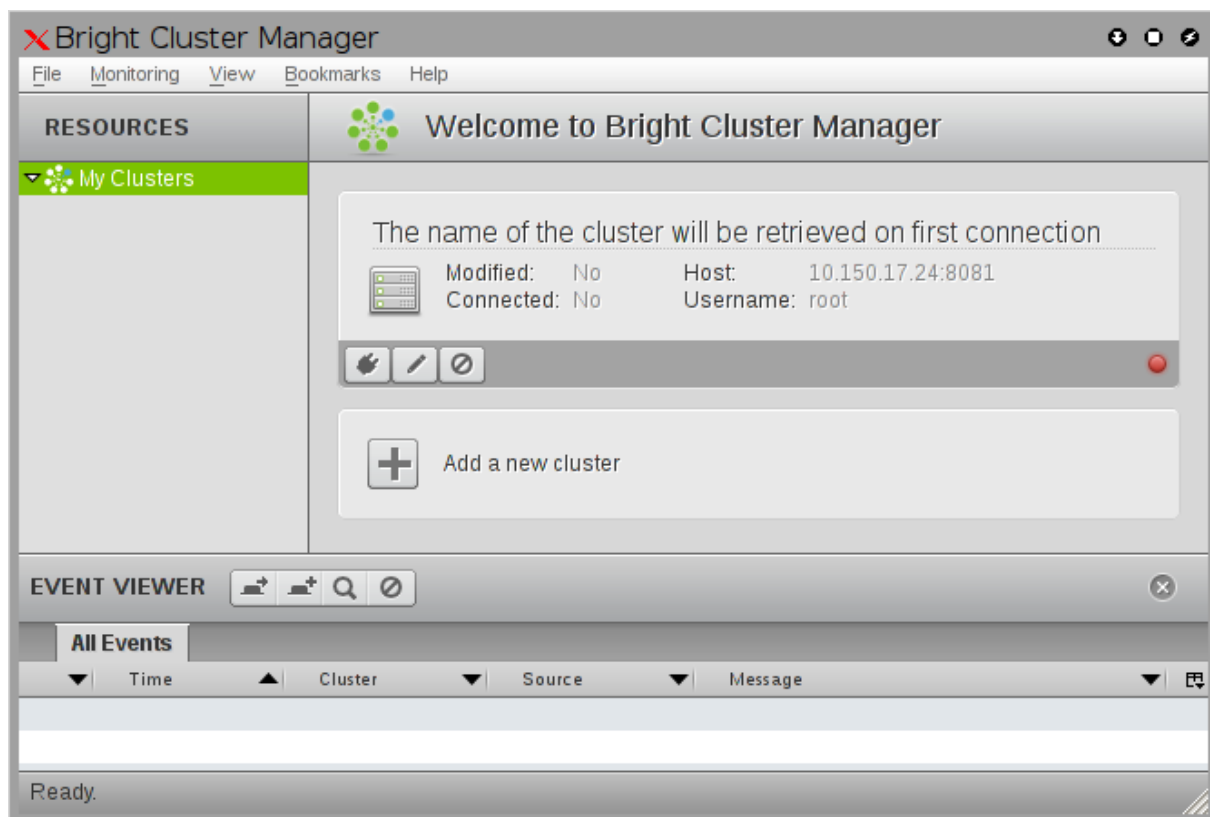 Bright Cluster Manager
File Monitoring View Bookmarks Help
RESOURCES
Welcome to Bright Cluster Manager
My Clusters
The name of the cluster will be retrieved on first connection
Modified: No Host: 10.150.17.24:8081
Connected: No Username: root
Add a new cluster
EVENT VIEWER
All Events
Time Cluster Source Message
Ready.